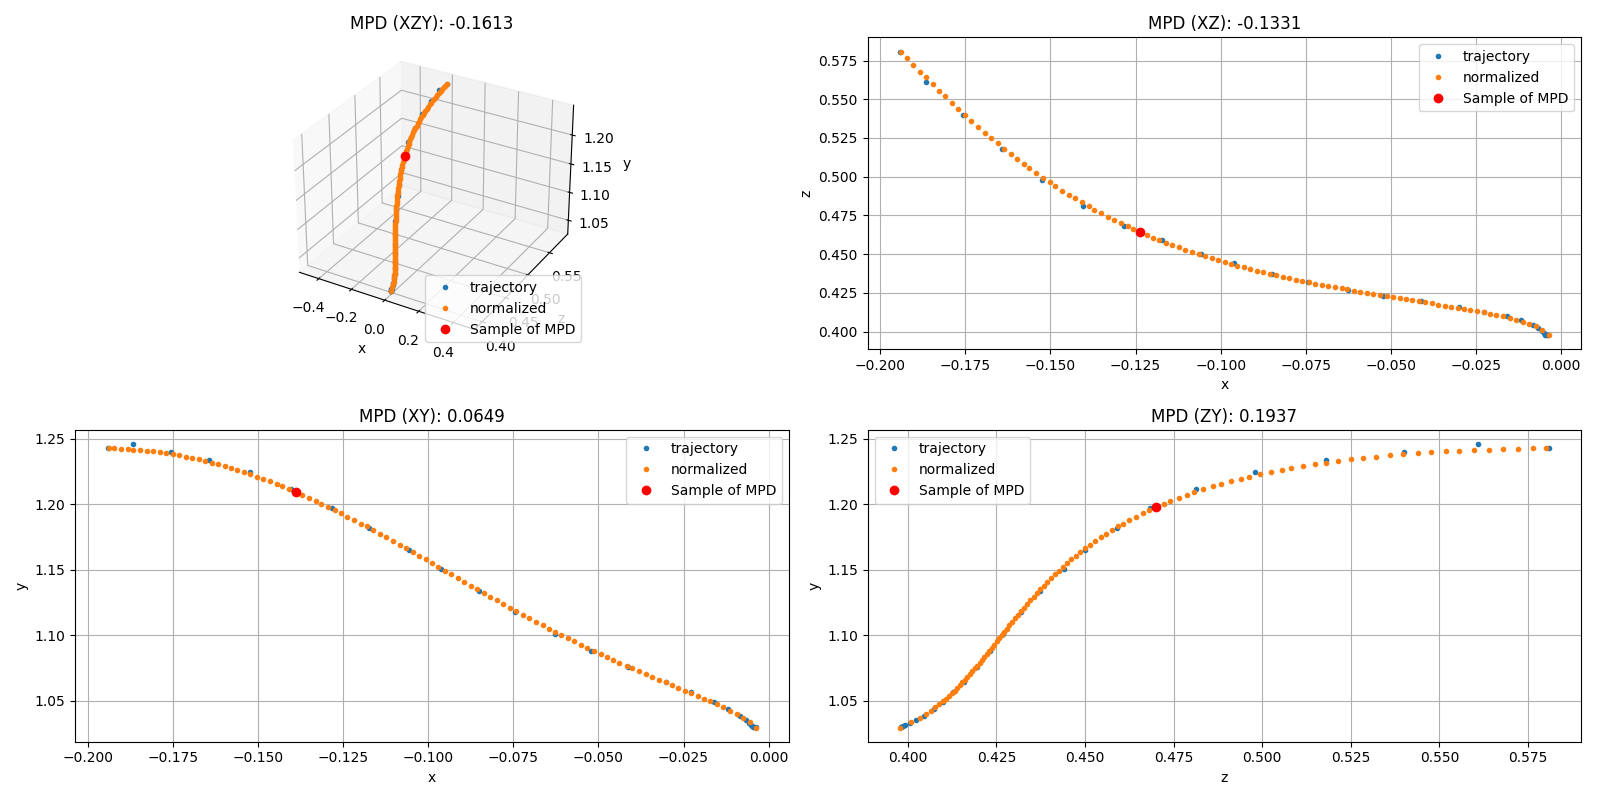 MPD (XZY): -0.1613
1.20
1.15
1.10
1.05
y
−0.4
−0.2
0.0
0.2
0.4
x
0.55
0.50
0.45
0.40
z
trajectory
normalized
Sample of MPD
MPD (XZ): -0.1331
0.575
0.550
0.525
0.500
0.475
0.450
0.425
0.400
z
trajectory
normalized
Sample of MPD
−0.200
−0.175
−0.150
−0.125
−0.100
−0.075
−0.050
−0.025
0.000
x
MPD (XY): 0.0649
1.25
1.20
1.15
1.10
1.05
y
trajectory
normalized
Sample of MPD
−0.200
−0.175
−0.150
−0.125
−0.100
−0.075
−0.050
−0.025
0.000
x
MPD (ZY): 0.1937
1.25
1.20
1.15
1.10
1.05
y
trajectory
normalized
Sample of MPD
0.400
0.425
0.450
0.475
0.500
0.525
0.550
0.575
z